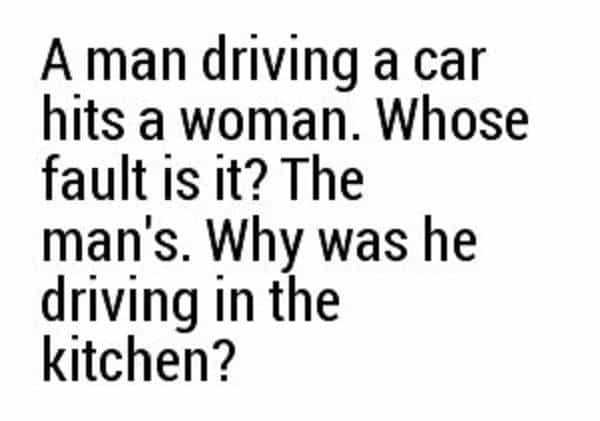 A man driving a car
hits a woman. Whose
fault is it? The
man's. Why was he
driving in the
kitchen?